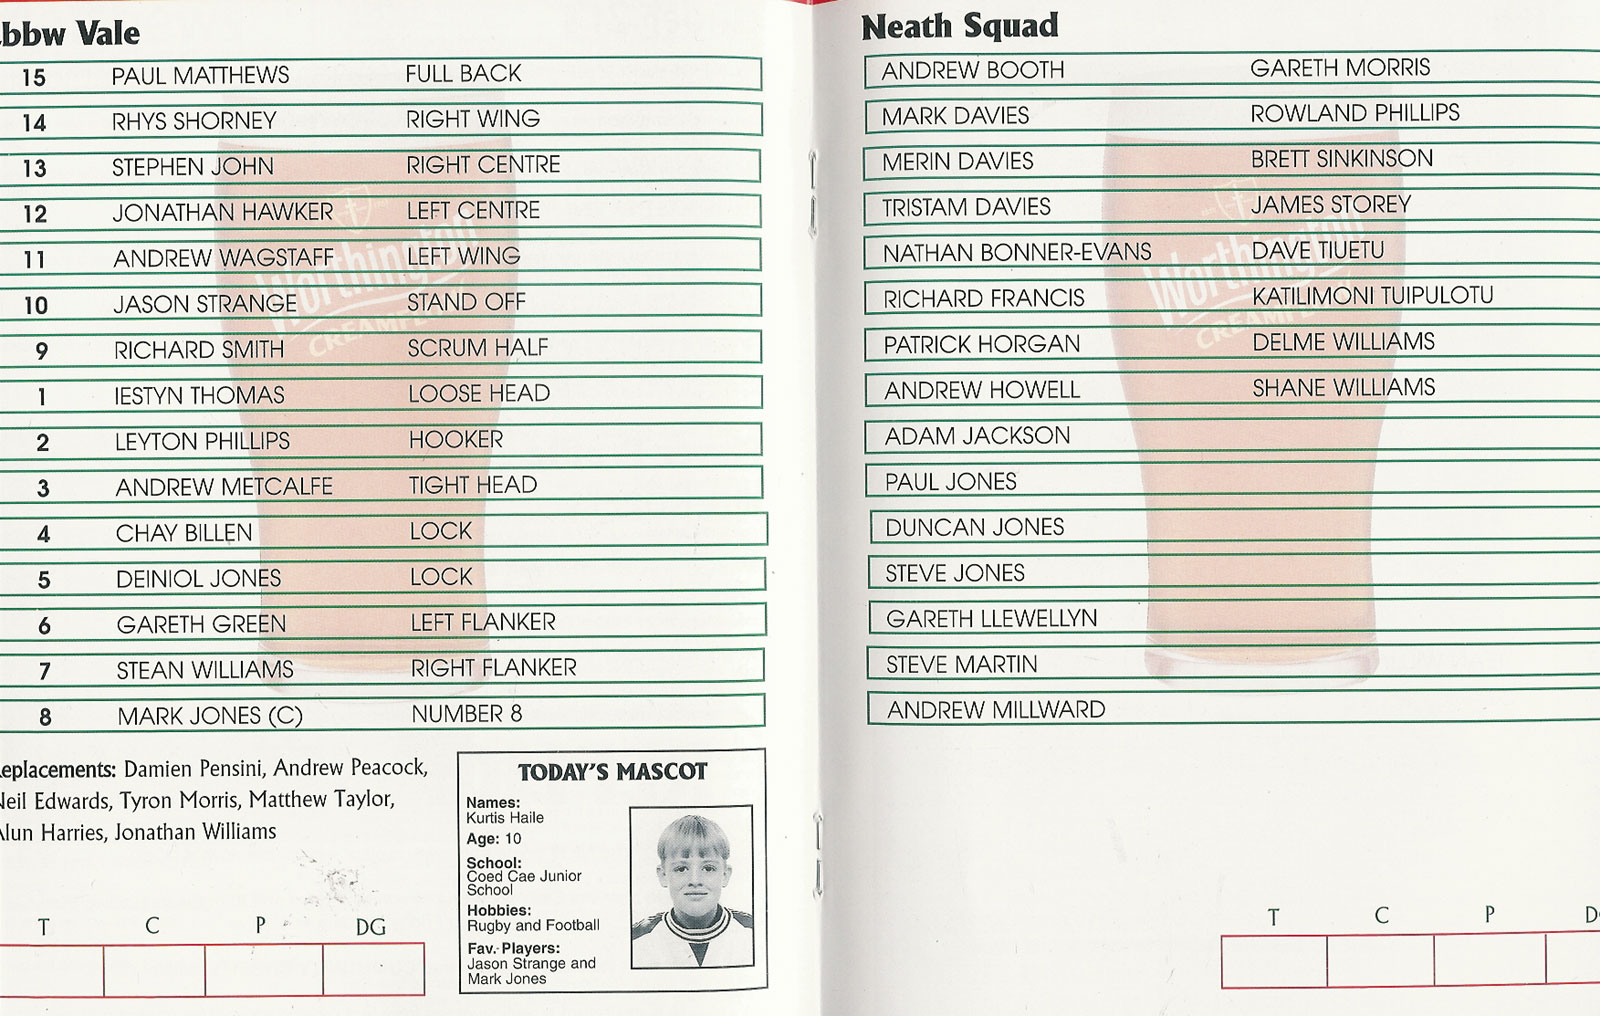 bbw Vale
15 PAUL MATTHEWS FULL BACK
14 RHYS SHORNEY RIGHT WING
13 STEPHEN JOHN RIGHT CENTRE
12 JONATHAN HAWKER LEFT CENTRE
11 ANDREW WAGSTAFF LEFT WING
10 JASON STRANGE STAND OFF
9 RICHARD SMITH SCRUM HALF
1 IESTYN THOMAS LOOSE HEAD
2 LEYTON PHILLIPS HOOKER
3 ANDREW METCALFE TIGHT HEAD
4 CHAY BILLEN LOCK
5 DEINIOL JONES LOCK
6 GARETH GREEN LEFT FLANKER
7 STEAN WILLIAMS RIGHT FLANKER
8 MARK JONES (C) NUMBER 8
Worthington
CREAMFL
eplacements: Damien Pensini, Andrew Peacock,
Neil Edwards, Tyron Morris, Matthew Taylor,
Alun Harries, Jonathan Williams
T C P DG
TODAY'S MASCOT
Names:
Kurtis Haile
Age: 10
School:
Coed Cae Junior
School
Hobbies:
Rugby and Football
Fav. Players:
Jason Strange and
Mark Jones
Neath Squad
ANDREW BOOTH GARETH MORRIS
MARK DAVIES ROWLAND PHILLIPS
MERIN DAVIES BRETT SINKINSON
TRISTAM DAVIES JAMES STOREY
NATHAN BONNER-EVANS DAVE TIUETU
RICHARD FRANCIS KATILIMONI TUIPULOTU
PATRICK HORGAN DELME WILLIAMS
ANDREW HOWELL SHANE WILLIAMS
ADAM JACKSON
PAUL JONES
DUNCAN JONES
STEVE JONES
GARETH LLEWELLYN
STEVE MARTIN
ANDREW MILLWARD
Worthington
CREAMF
T C P D